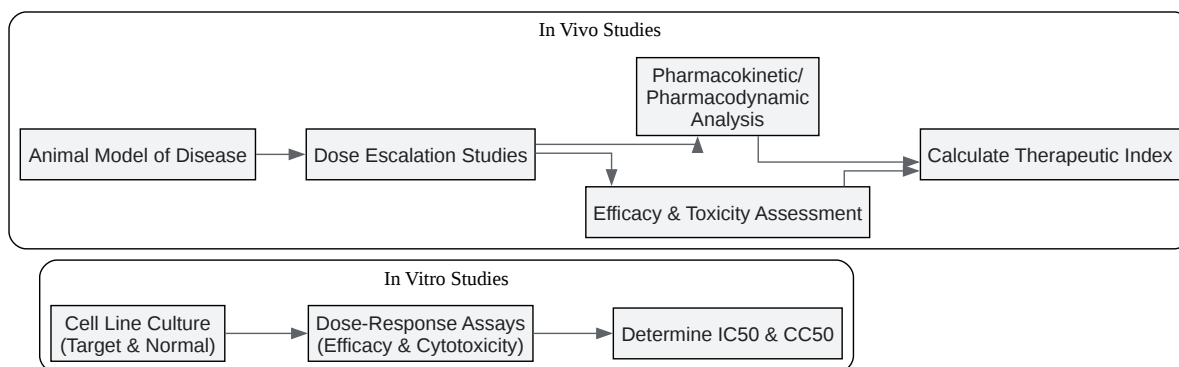 In Vivo Studies
Animal Model of Disease
Dose Escalation Studies
Pharmacokinetic/
Pharmacodynamic
Analysis
Efficacy & Toxicity Assessment
Calculate Therapeutic Index
In Vitro Studies
Cell Line Culture
(Target & Normal)
Dose-Response Assays
(Efficacy & Cytotoxicity)
Determine IC50 & CC50